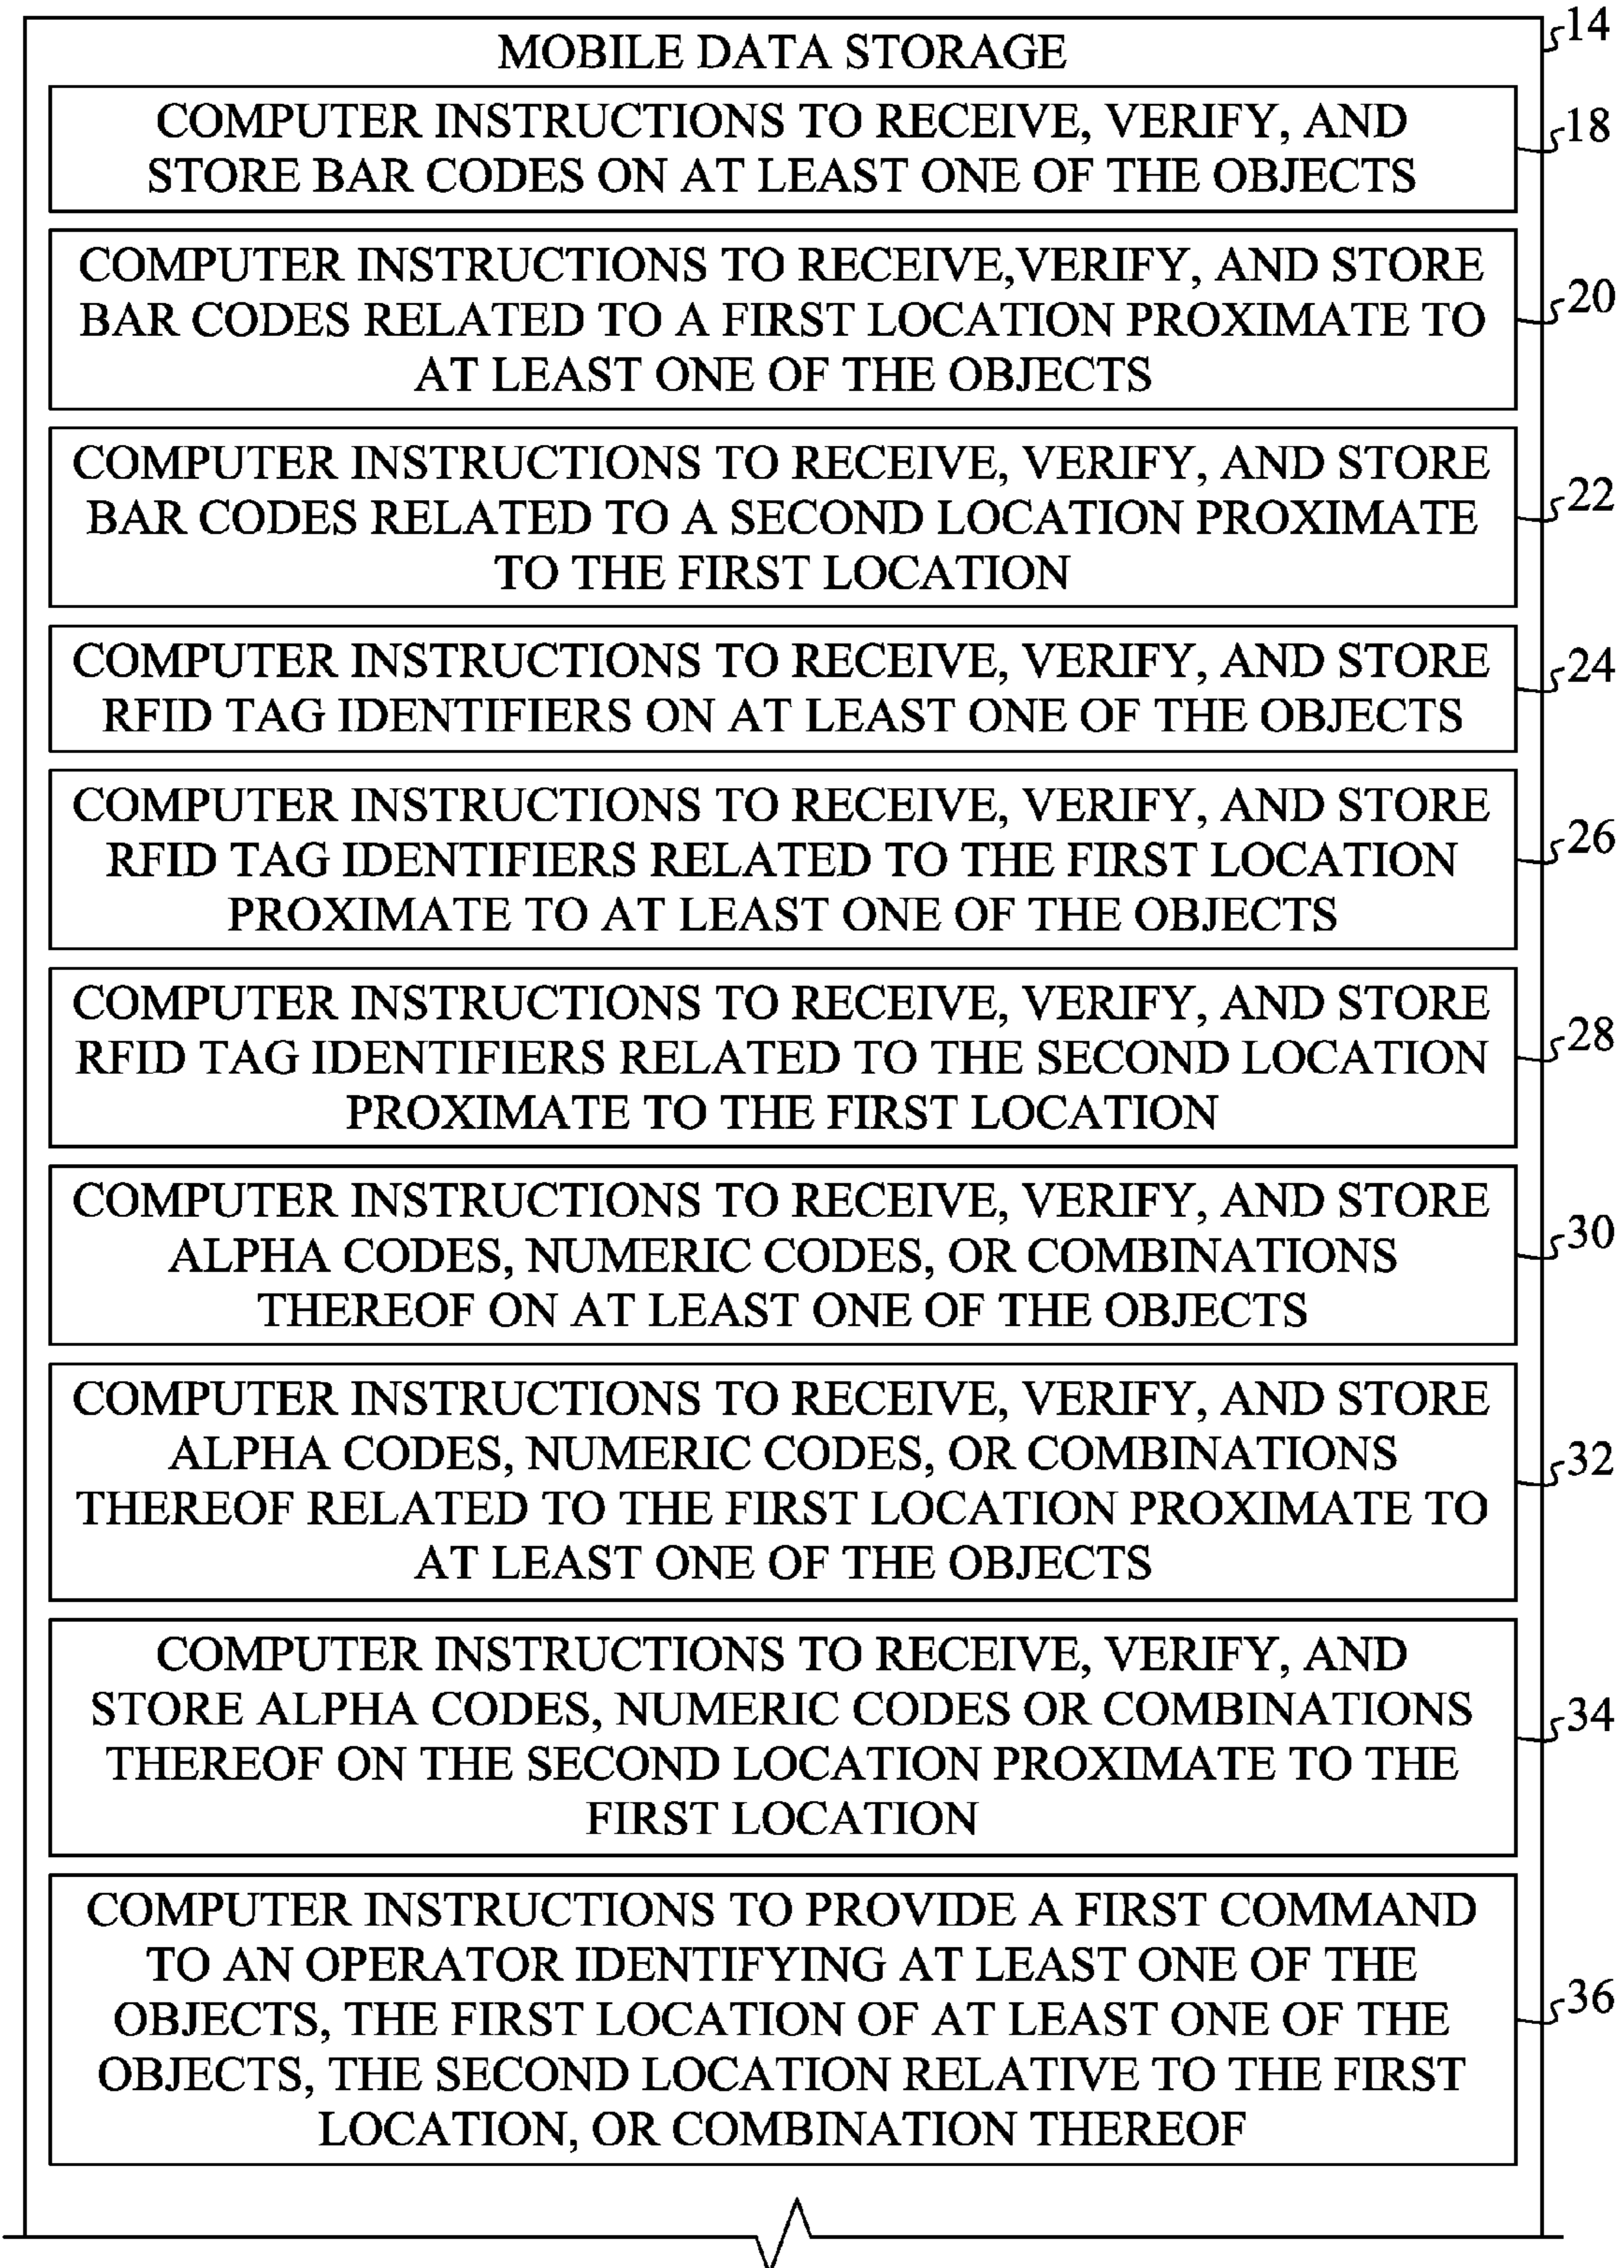 MOBILE DATA STORAGE
14
COMPUTER INSTRUCTIONS TO RECEIVE, VERIFY, AND
STORE BAR CODES ON AT LEAST ONE OF THE OBJECTS
18
COMPUTER INSTRUCTIONS TO RECEIVE,VERIFY, AND STORE
BAR CODES RELATED TO A FIRST LOCATION PROXIMATE TO
AT LEAST ONE OF THE OBJECTS
20
COMPUTER INSTRUCTIONS TO RECEIVE, VERIFY, AND STORE
BAR CODES RELATED TO A SECOND LOCATION PROXIMATE
TO THE FIRST LOCATION
22
COMPUTER INSTRUCTIONS TO RECEIVE, VERIFY, AND STORE
RFID TAG IDENTIFIERS ON AT LEAST ONE OF THE OBJECTS
24
COMPUTER INSTRUCTIONS TO RECEIVE, VERIFY, AND STORE
RFID TAG IDENTIFIERS RELATED TO THE FIRST LOCATION
PROXIMATE TO AT LEAST ONE OF THE OBJECTS
26
COMPUTER INSTRUCTIONS TO RECEIVE, VERIFY, AND STORE
RFID TAG IDENTIFIERS RELATED TO THE SECOND LOCATION
PROXIMATE TO THE FIRST LOCATION
28
COMPUTER INSTRUCTIONS TO RECEIVE, VERIFY, AND STORE
ALPHA CODES, NUMERIC CODES, OR COMBINATIONS
THEREOF ON AT LEAST ONE OF THE OBJECTS
30
COMPUTER INSTRUCTIONS TO RECEIVE, VERIFY, AND STORE
ALPHA CODES, NUMERIC CODES, OR COMBINATIONS
THEREOF RELATED TO THE FIRST LOCATION PROXIMATE TO
AT LEAST ONE OF THE OBJECTS
32
COMPUTER INSTRUCTIONS TO RECEIVE, VERIFY, AND
STORE ALPHA CODES, NUMERIC CODES OR COMBINATIONS
THEREOF ON THE SECOND LOCATION PROXIMATE TO THE
FIRST LOCATION
34
COMPUTER INSTRUCTIONS TO PROVIDE A FIRST COMMAND
TO AN OPERATOR IDENTIFYING AT LEAST ONE OF THE
OBJECTS, THE FIRST LOCATION OF AT LEAST ONE OF THE
OBJECTS, THE SECOND LOCATION RELATIVE TO THE FIRST
LOCATION, OR COMBINATION THEREOF
36